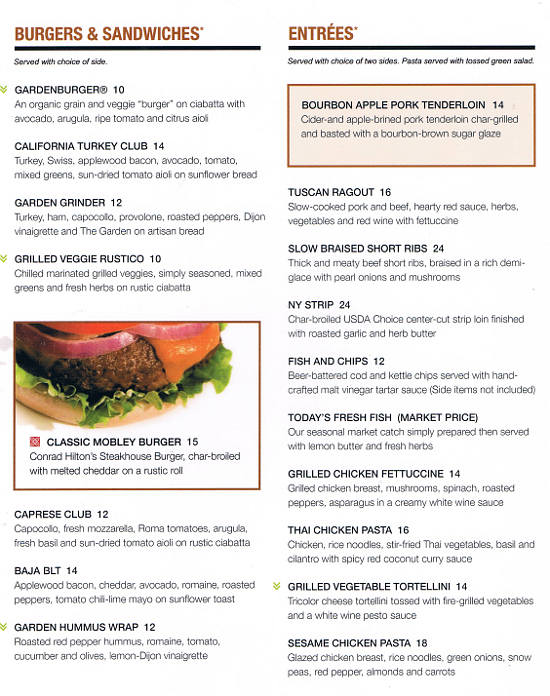 BURGERS & SANDWICHES*
Served with choice of side.
GARDENBURGER® 10
An organic grain and veggie “burger” on ciabatta with
avocado, arugula, ripe tomato and citrus aioli
CALIFORNIA TURKEY CLUB 14
Turkey, Swiss, applewood bacon, avocado, tomato,
mixed greens, sun-dried tomato aioli on sunflower bread
GARDEN GRINDER 12
Turkey, ham, capocollo, provolone, roasted peppers, Dijon
vinaigrette and The Garden on artisan bread
GRILLED VEGGIE RUSTICO 10
Chilled marinated grilled veggies, simply seasoned, mixed
greens and fresh herbs on rustic ciabatta
CLASSIC MOBLEY BURGER 15
Conrad Hilton's Steakhouse Burger, char-broiled
with melted cheddar on a rustic roll
CAPRESE CLUB 12
Capocollo, fresh mozzarella, Roma tomatoes, arugula,
fresh basil and sun-dried tomato aioli on rustic ciabatta
BAJA BLT 14
Applewood bacon, cheddar, avocado, romaine, roasted
peppers, tomato chili-lime mayo on sunflower toast
GARDEN HUMMUS WRAP 12
Roasted red pepper hummus, romaine, tomato,
cucumber and olives, lemon-Dijon vinaigrette
ENTRÉES*
Served with choice of two sides. Pasta served with tossed green salad.
BOURBON APPLE PORK TENDERLOIN 14
Cider-and apple-brined pork tenderloin char-grilled
and basted with a bourbon-brown sugar glaze
TUSCAN RAGOUT 16
Slow-cooked pork and beef, hearty red sauce, herbs,
vegetables and red wine with fettuccine
SLOW BRAISED SHORT RIBS 24
Thick and meaty beef short ribs, braised in a rich demi-
glace with pearl onions and mushrooms
NY STRIP 24
Char-broiled USDA Choice center-cut strip loin finished
with roasted garlic and herb butter
FISH AND CHIPS 12
Beer-battered cod and kettle chips served with hand-
crafted malt vinegar tartar sauce (Side items not included)
TODAY'S FRESH FISH (MARKET PRICE)
Our seasonal market catch simply prepared then served
with lemon butter and fresh herbs
GRILLED CHICKEN FETTUCCINE 14
Grilled chicken breast, mushrooms, spinach, roasted
peppers, asparagus in a creamy white wine sauce
THAI CHICKEN PASTA 16
Chicken, rice noodles, stir-fried Thai vegetables, basil and
cilantro with spicy red coconut curry sauce
GRILLED VEGETABLE TORTELLINI 14
Tricolor cheese tortellini tossed with fire-grilled vegetables
and a white wine pesto sauce
SESAME CHICKEN PASTA 18
Glazed chicken breast, rice noodles, green onions, snow
peas, red pepper, almonds and carrots